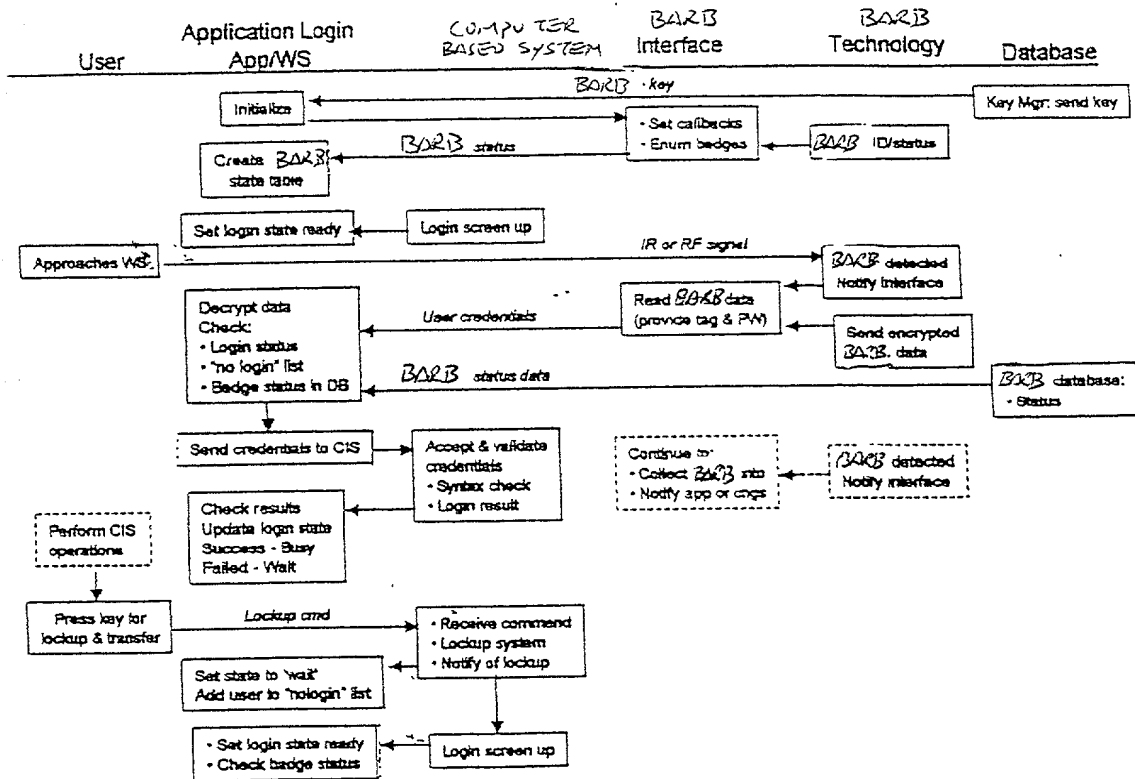 User
Application Login
App/WS
COMPUTER
BASED SYSTEM
BARB
Interface
BARB
Technology
Database
BARB key
Initialize
Key Mgr: send key
• Set callbacks
• Enum badges
BARB ID/status
BARB status
Create BARB
state table
Set login state ready
Login screen up
Approaches WS
IR or RF signal
BARB detected
Notify Interface
Decrypt data
Check:
• Login status
• "no login" list
• Badge status in DB
User credentials
Read BARB data
(provide tag & PW)
Send encrypted
BARB data
BARB status data
BARB database:
• Status
Send credentials to CIS
Accept & validate
credentials
• Syntax check
• Login result
Continue to:
• Collect BARB info
• Notify app or chgs
BARB detected
Notify interface
Check results
Update login state
Success - Busy
Failed - Wait
Perform CIS
operations
Press key for
lockup & transfer
Lockup cmd
• Receive command
• Lockup system
• Notify of lockup
Set state to "wait"
Add user to "nologin" list
• Set login state ready
• Check badge status
Login screen up